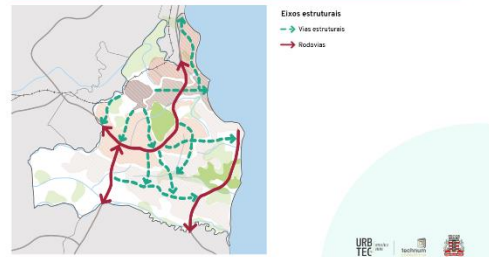 Eixos estruturais
Vias estruturais
Rodovias
URB
TEC
technum